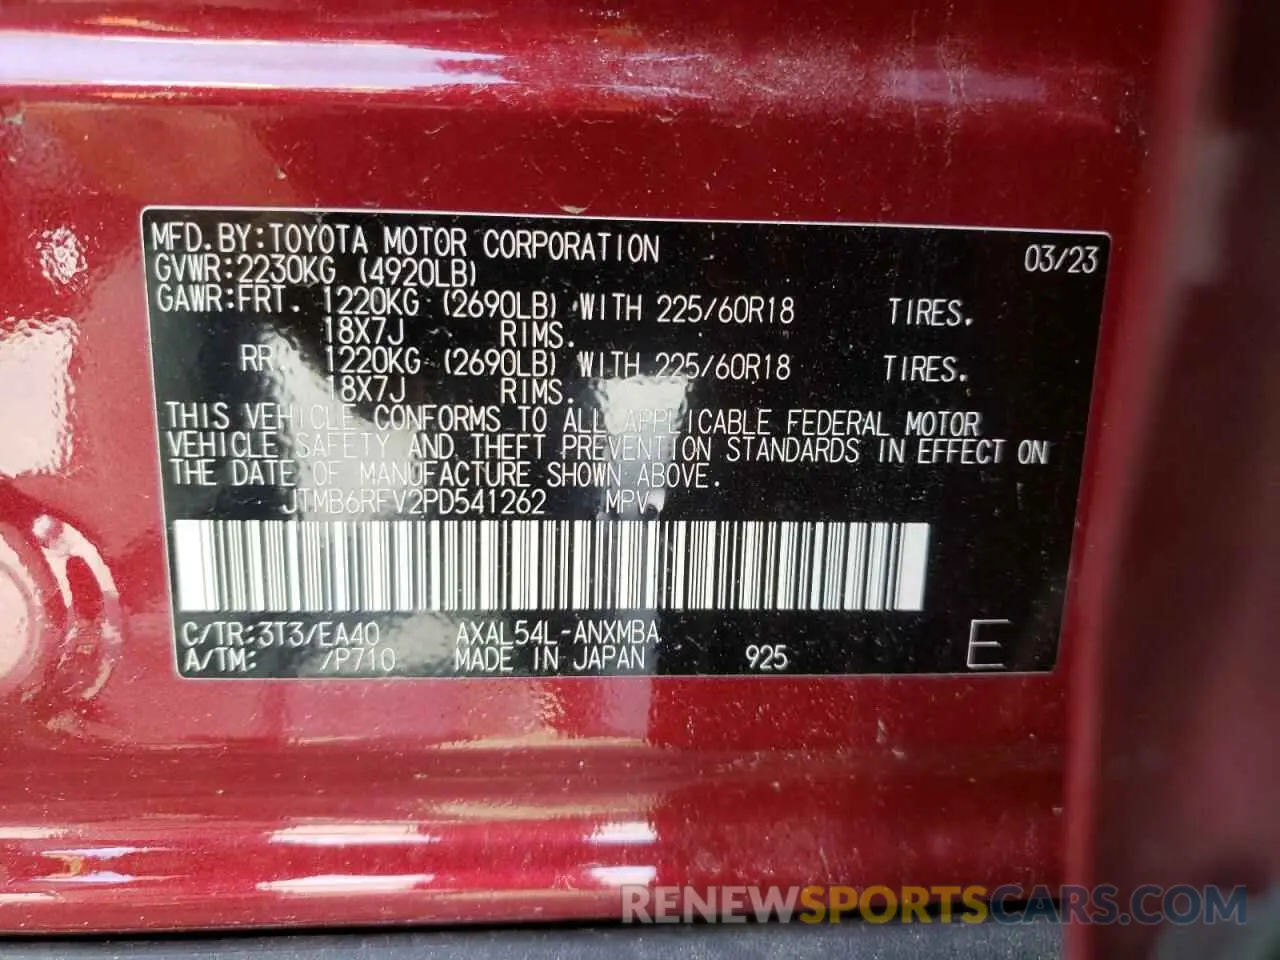 MFD.BY:TOYOTA MOTOR CORPORATION 03/23
GVWR:2230KG (4920LB)
GAWR:FRT. 1220KG (2690LB) WITH 225/60R18 TIRES.
18X7J RIMS.
RR. 1220KG (2690LB) WITH 225/60R18 TIRES.
18X7J RIMS.
THIS VEHICLE CONFORMS TO ALL APPLICABLE FEDERAL MOTOR
VEHICLE SAFETY AND THEFT PREVENTION STANDARDS IN EFFECT ON
THE DATE OF MANUFACTURE SHOWN ABOVE.
JTMB6RFV2PD541262 MPV
C/TR:3T3/EA40 AXAL54L-ANXMBA
A/TM: /P710 MADE IN JAPAN 925 E
RENEWSPORTSCARS.COM